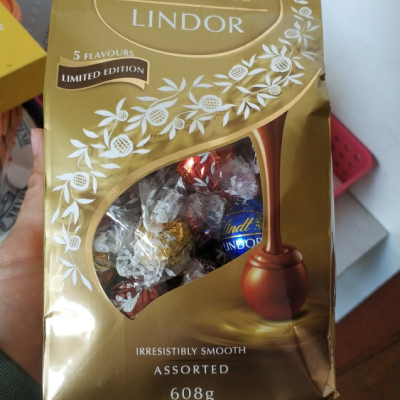 LINDOR
5 FLAVOURS
LIMITED EDITION
Lindt
LINDOR
IRRESISTIBLY SMOOTH
ASSORTED
608g